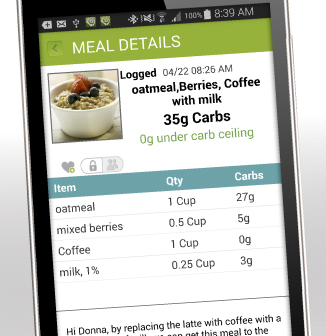 100% 8:39 AM
MEAL DETAILS
Logged 04/22 08:26 AM
oatmeal,Berries, Coffee
with milk
35g Carbs
0g under carb ceiling
Item Qty Carbs
oatmeal 1 Cup 27g
mixed berries 0.5 Cup 5g
Coffee 1 Cup 0g
milk, 1% 0.25 Cup 3g
Hi Donna, by replacing the latte with coffee with a
can get this meal to the